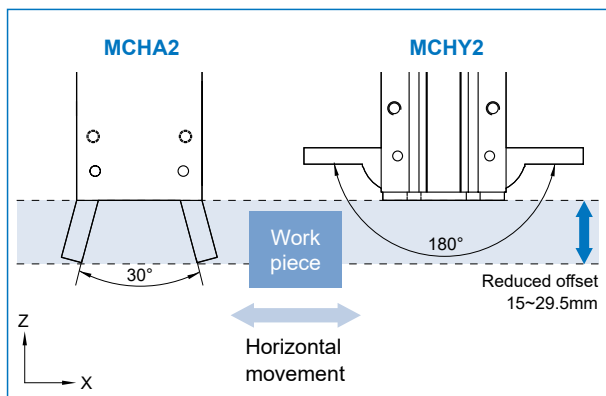 MCHA2
MCHY2
30°
Work
piece
180°
Reduced offset
15~29.5mm
Horizontal
movement
Z
X